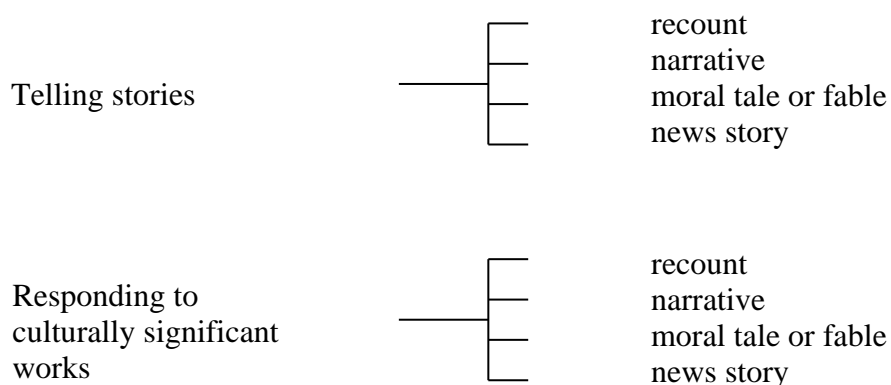 Telling stories
recount
narrative
moral tale or fable
news story
Responding to
culturally significant
works
recount
narrative
moral tale or fable
news story